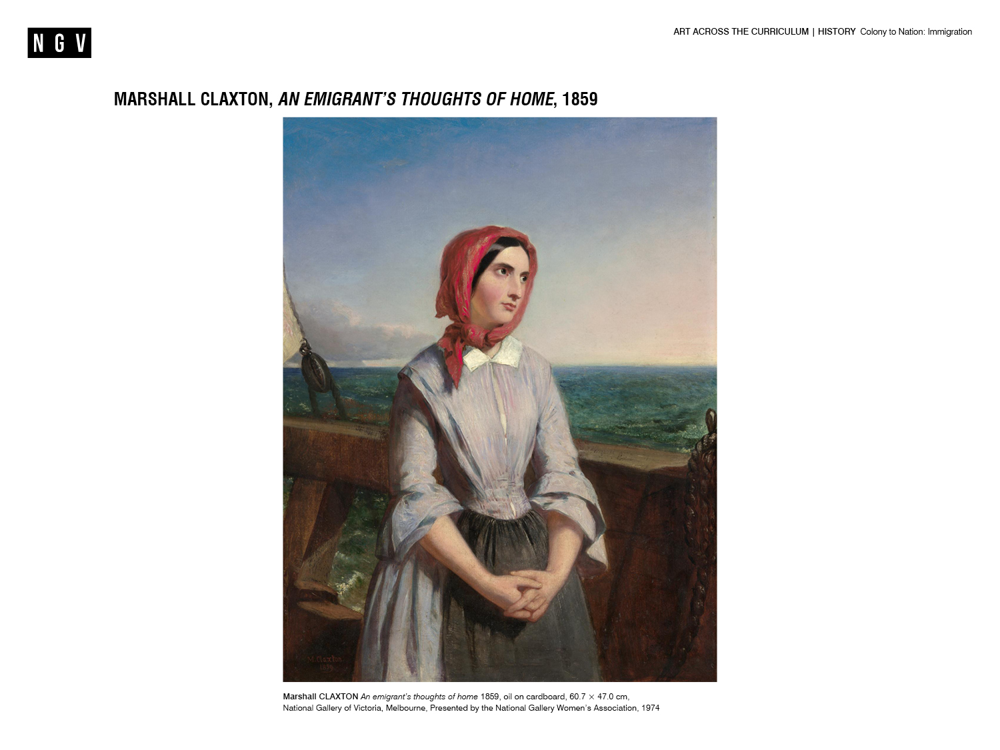 NGV
ART ACROSS THE CURRICULUM | HISTORY Colony to Nation: Immigration
MARSHALL CLAXTON, AN EMIGRANT'S THOUGHTS OF HOME, 1859
M. Claxton
1859
Marshall CLAXTON An emigrant's thoughts of home 1859, oil on cardboard, 60.7 × 47.0 cm,
National Gallery of Victoria, Melbourne, Presented by the National Gallery Women's Association, 1974